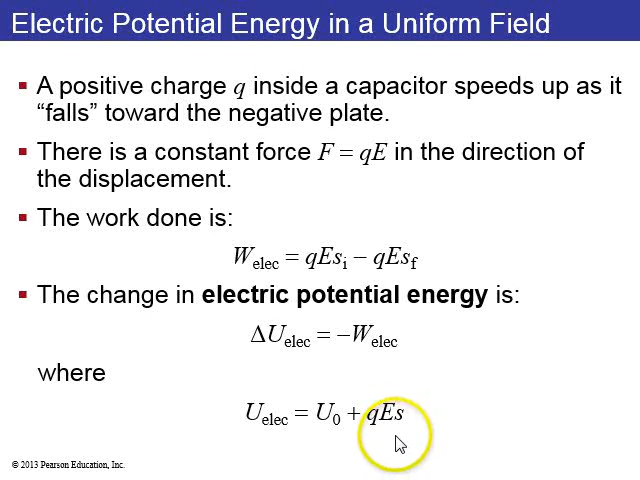 Electric Potential Energy in a Uniform Field
▪ A positive charge q inside a capacitor speeds up as it
“falls” toward the negative plate.
▪ There is a constant force F = qE in the direction of
the displacement.
▪ The work done is:
W_elec = qEs_i − qEs_f
▪ The change in electric potential energy is:
ΔU_elec = −W_elec
where
U_elec = U_0 + qEs
© 2013 Pearson Education, Inc.